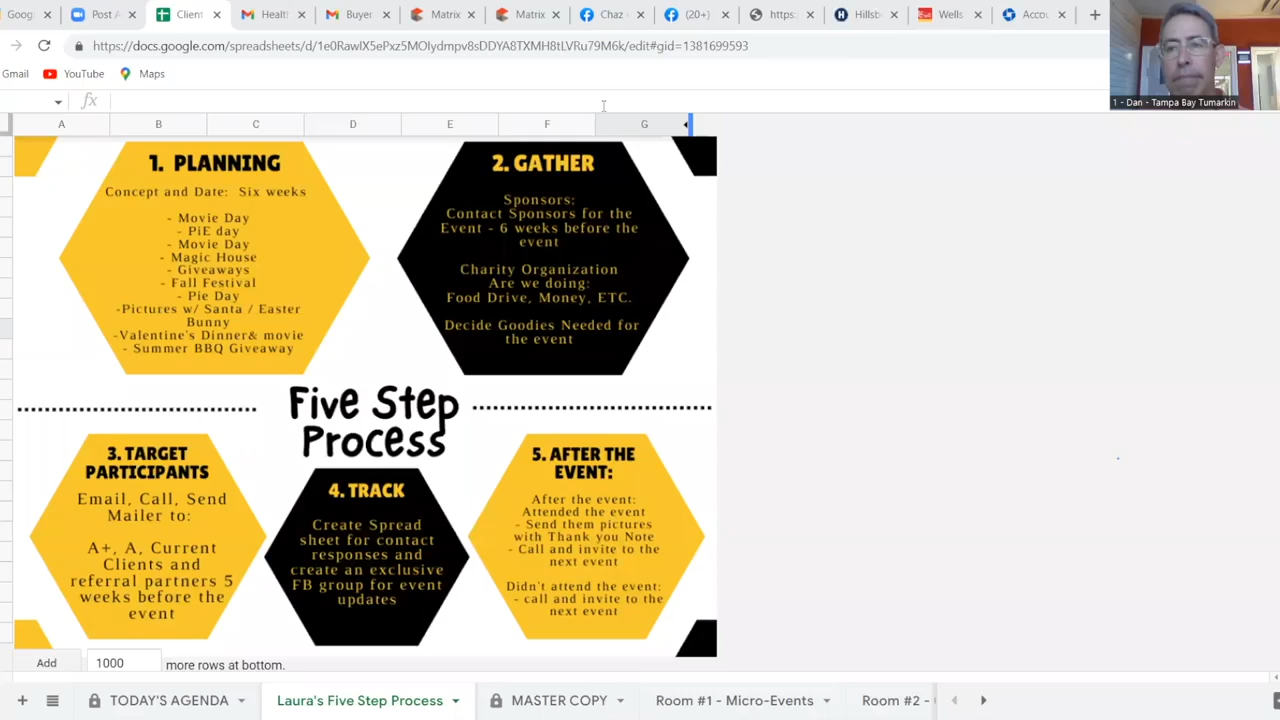 Goog
Post A
Client
Health
Buyer
Matrix
Matrix
Chaz
(20+)
https:
Hillsb
Wells
Accou
https://docs.google.com/spreadsheets/d/1e0RawlX5ePxz5MOIydmpv8sDDYA8TXMH8tLVRu79M6k/edit#gid=1381699593
Gmail YouTube Maps
1 - Dan - Tampa Bay Tumarkin
fx
A B C D E F G
1. PLANNING
Concept and Date: Six weeks
- Movie Day
- PiE day
- Movie Day
- Magic House
- Giveaways
- Fall Festival
- Pie Day
-Pictures w/ Santa / Easter
Bunny
-Valentine's Dinner& movie
- Summer BBQ Giveaway
2. GATHER
Sponsors:
Contact Sponsors for the
Event - 6 weeks before the
event
Charity Organization
Are we doing:
Food Drive, Money, ETC.
Decide Goodies Needed for
the event
Five Step
Process
3. TARGET
PARTICIPANTS
Email, Call, Send
Mailer to:
A+, A, Current
Clients and
referral partners 5
weeks before the
event
4. TRACK
Create Spread
sheet for contact
responses and
create an exclusive
FB group for event
updates
5. AFTER THE
EVENT:
After the event:
Attended the event
- Send them pictures
with Thank you Note
- Call and invite to the
next event
Didn't attend the event:
- call and invite to the
next event
Add 1000 more rows at bottom.
TODAY'S AGENDA
Laura's Five Step Process
MASTER COPY
Room #1 - Micro-Events
Room #2 -